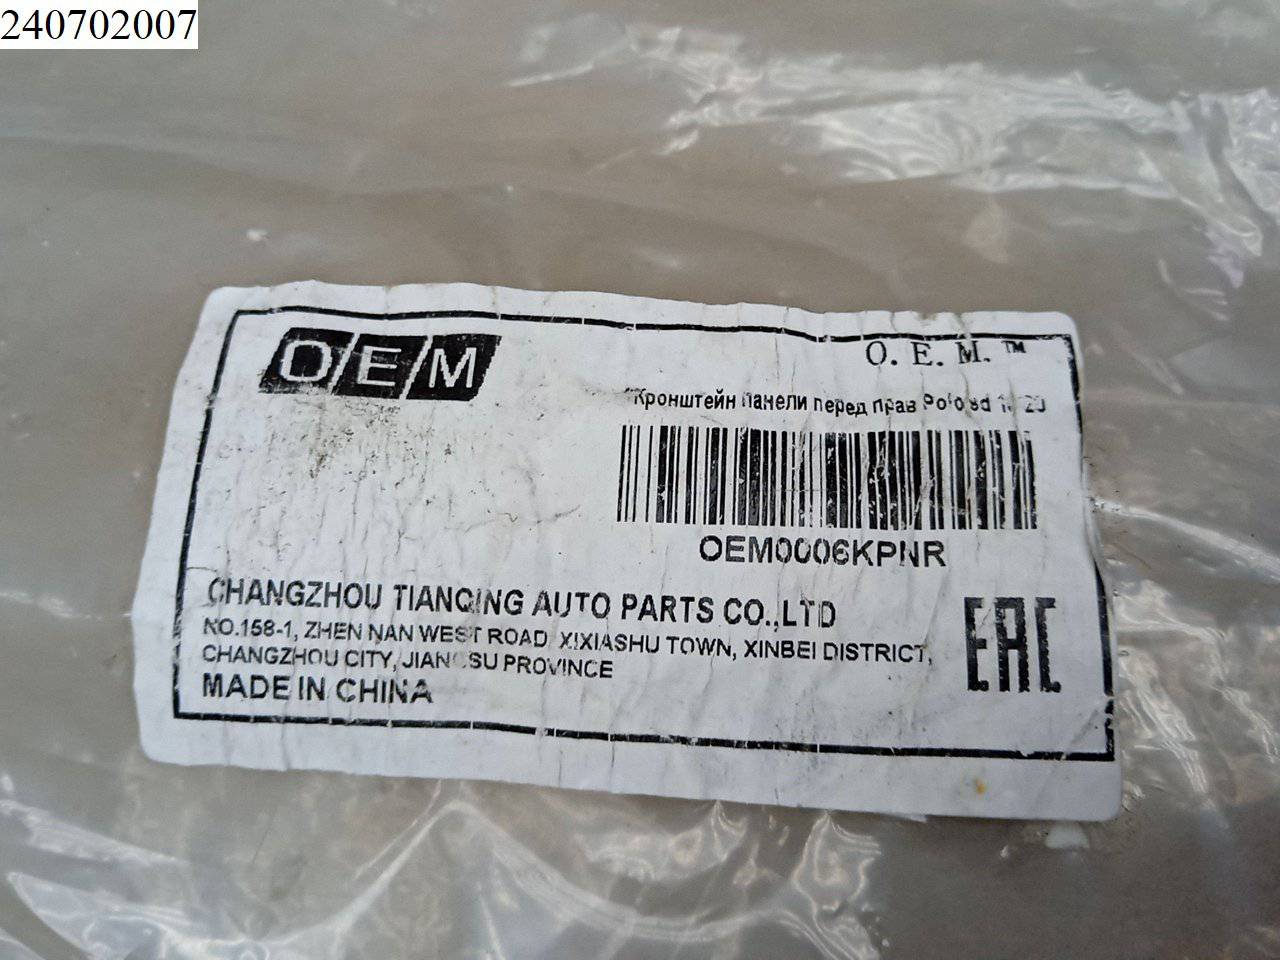 240702007
OEM
O. E. M. ™
Кронштейн панели перед прав Polo sd
OEM0006KPNR
CHANGZHOU TIANQING AUTO PARTS CO.,LTD
NO.158-1, ZHEN NAN WEST ROAD XIXIASHU TOWN, XINBEI DISTRICT,
CHANGZHOU CITY, JIANGSU PROVINCE
MADE IN CHINA
EAC